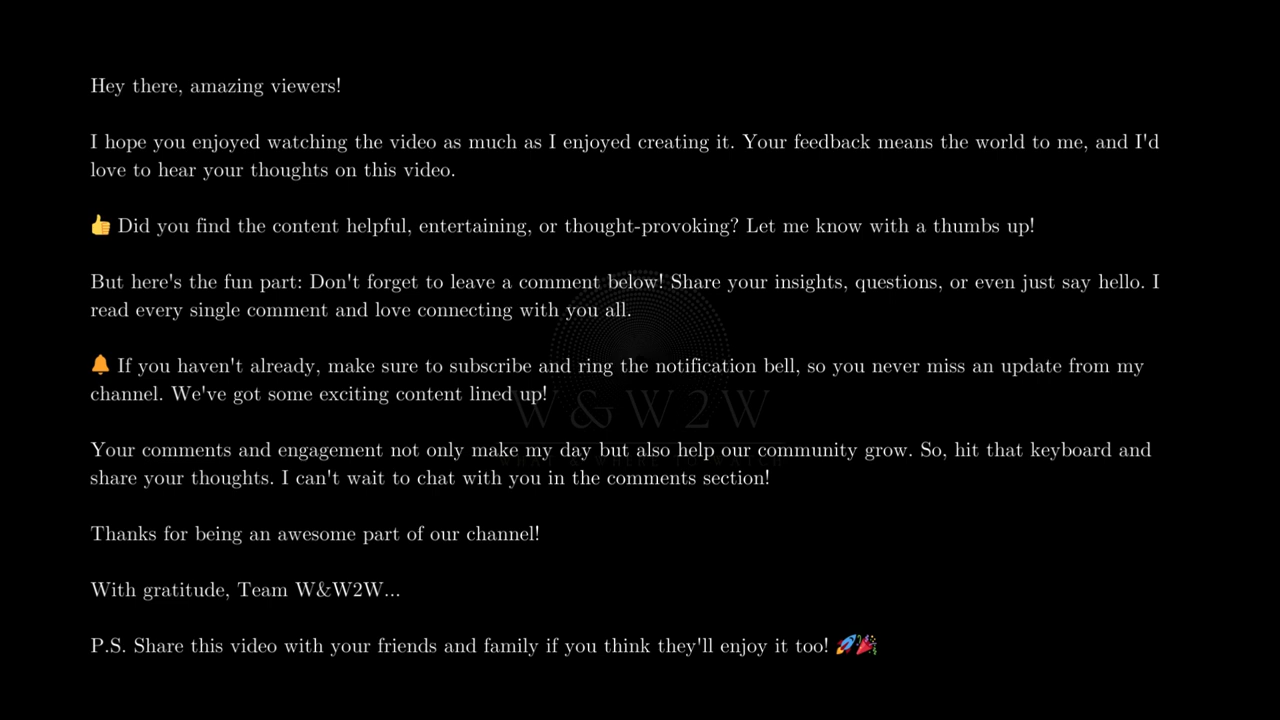 Hey there, amazing viewers!
I hope you enjoyed watching the video as much as I enjoyed creating it. Your feedback means the world to me, and I'd
love to hear your thoughts on this video.
👍 Did you find the content helpful, entertaining, or thought-provoking? Let me know with a thumbs up!
But here's the fun part: Don't forget to leave a comment below! Share your insights, questions, or even just say hello. I
read every single comment and love connecting with you all.
🔔 If you haven't already, make sure to subscribe and ring the notification bell, so you never miss an update from my
channel. We've got some exciting content lined up!
W&W2W
Your comments and engagement not only make my day but also help our community grow. So, hit that keyboard and
share your thoughts. I can't wait to chat with you in the comments section!
Thanks for being an awesome part of our channel!
With gratitude, Team W&W2W...
P.S. Share this video with your friends and family if you think they'll enjoy it too! 🚀🎉